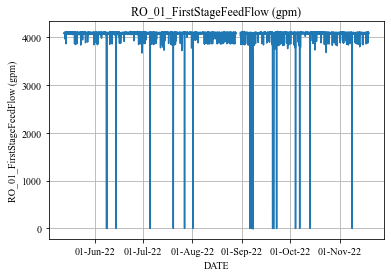 RO_01_FirstStageFeedFlow (gpm)
RO_01_FirstStageFeedFlow (gpm)
4000
3000
2000
1000
0
01-Jun-22 01-Jul-22 01-Aug-22 01-Sep-22 01-Oct-22 01-Nov-22
DATE